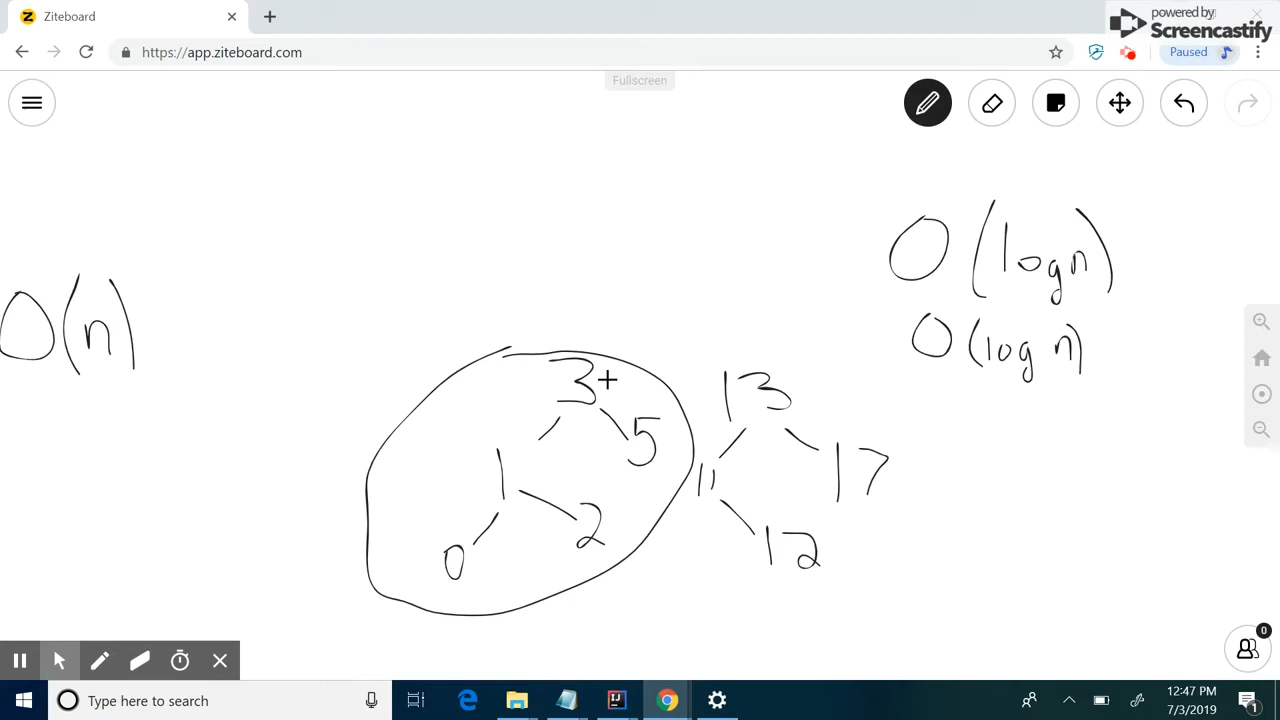 Ziteboard
powered by
Screencastify
https://app.ziteboard.com
Paused
Fullscreen
O(log n)
O(n)
O(log n)
3
13
1
5
11
17
0
2
12
0
Type here to search
12:47 PM
7/3/2019
1